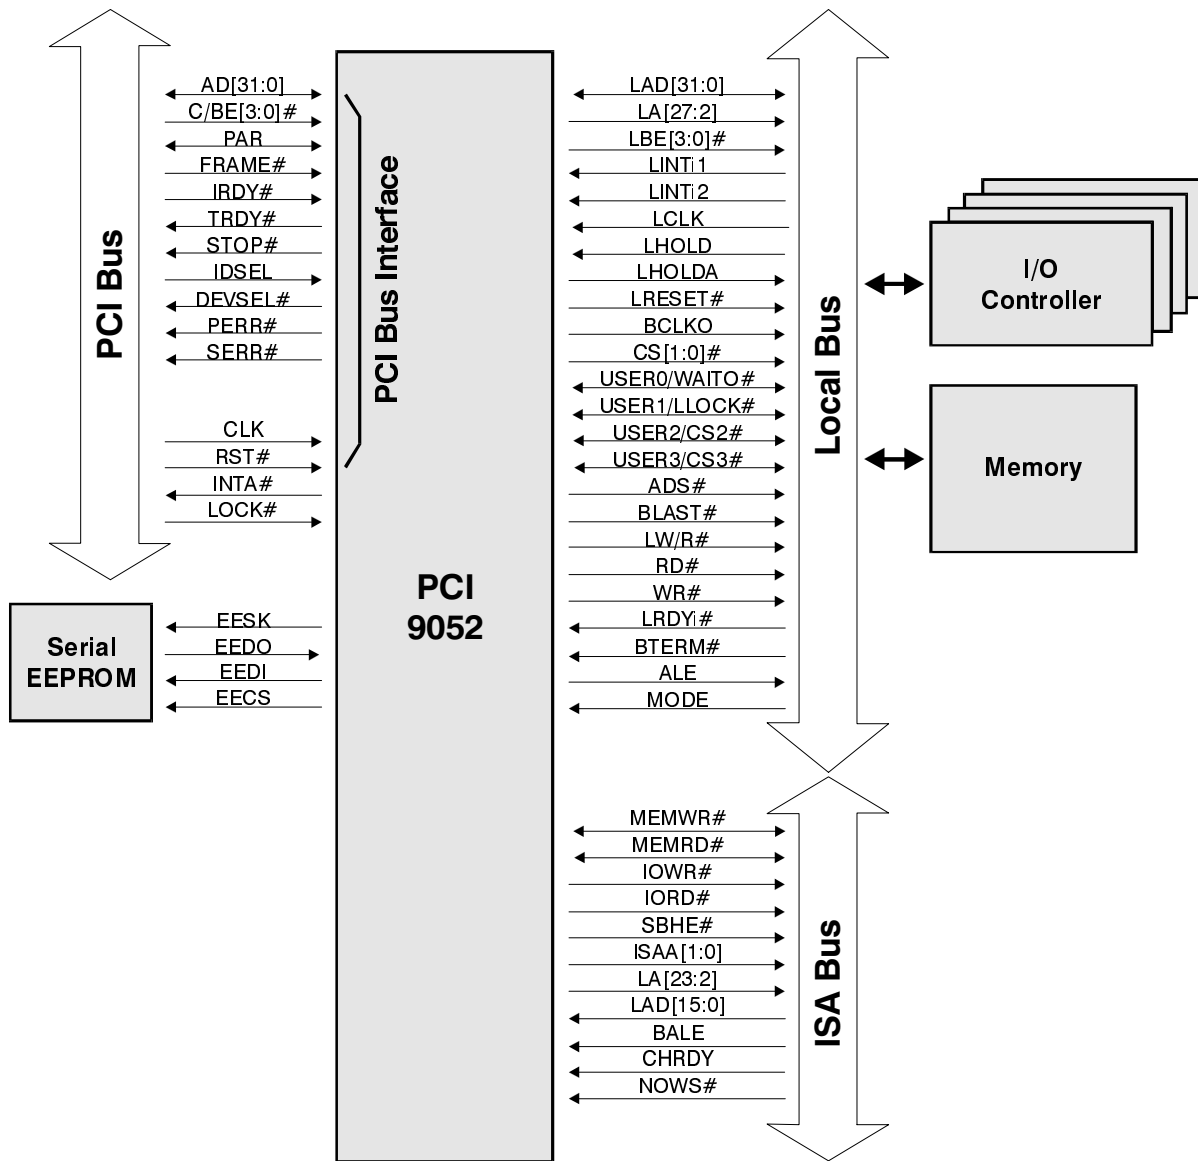 PCI Bus
AD[31:0]
C/BE[3:0]#
PAR
FRAME#
IRDY#
TRDY#
STOP#
IDSEL
DEVSEL#
PERR#
SERR#
CLK
RST#
INTA#
LOCK#
Serial
EEPROM
EESK
EEDO
EEDI
EECS
PCI Bus Interface
PCI
9052
LAD[31:0]
LA[27:2]
LBE[3:0]#
LINTi1
LINTi2
LCLK
LHOLD
LHOLDA
LRESET#
BCLKO
CS[1:0]#
USER0/WAITO#
USER1/LLOCK#
USER2/CS2#
USER3/CS3#
ADS#
BLAST#
LW/R#
RD#
WR#
LRDYi#
BTERM#
ALE
MODE
Local Bus
I/O
Controller
Memory
MEMWR#
MEMRD#
IOWR#
IORD#
SBHE#
ISAA[1:0]
LA[23:2]
LAD[15:0]
BALE
CHRDY
NOWS#
ISA Bus